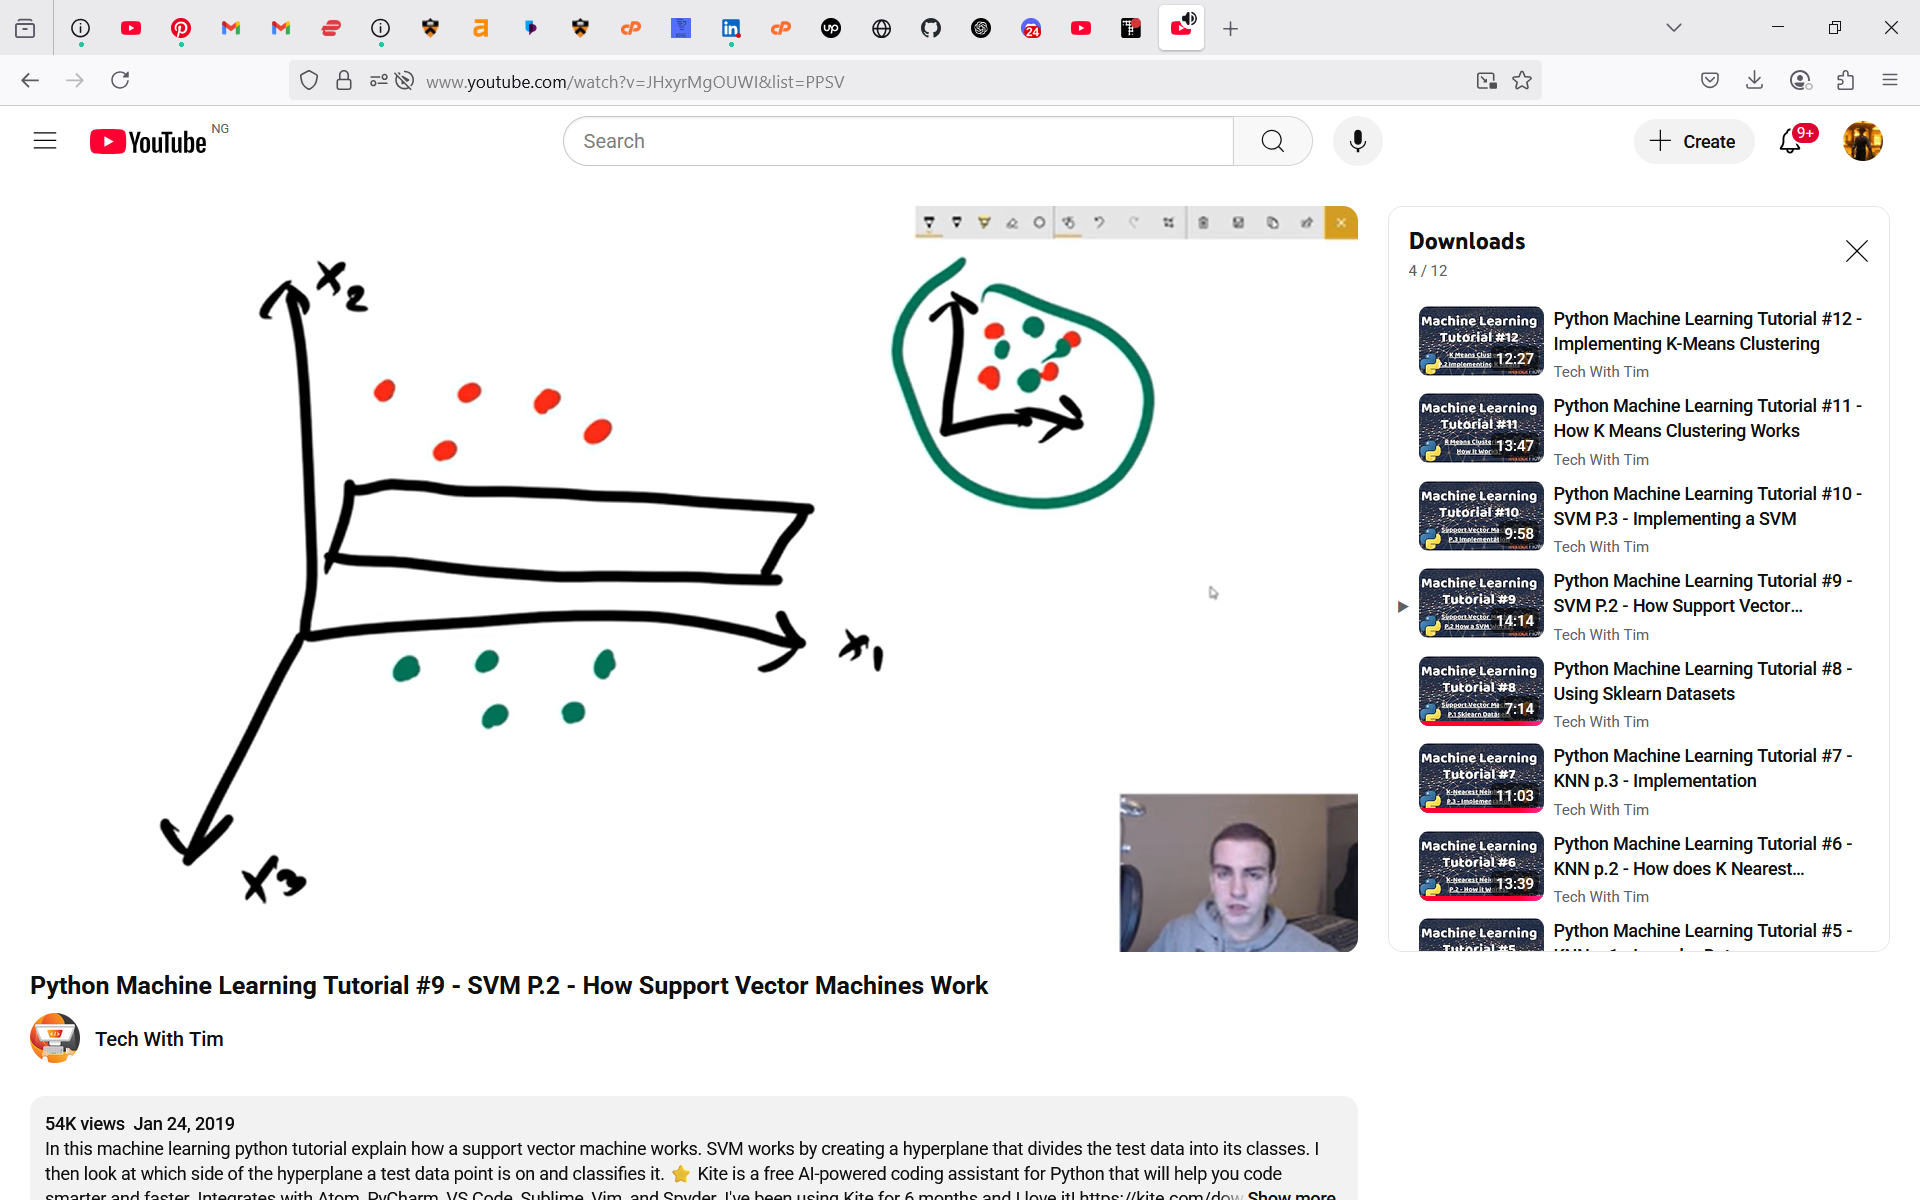 24
www.youtube.com/watch?v=JHxyrMgOUWI&list=PPSV
YouTube NG
Search
Create
9+
x2
x1
x3
Downloads
4 / 12
Machine Learning
Tutorial #12
12:27
Python Machine Learning Tutorial #12 -
Implementing K-Means Clustering
Tech With Tim
Machine Learning
Tutorial #11
How It Works
13:47
Python Machine Learning Tutorial #11 -
How K Means Clustering Works
Tech With Tim
Machine Learning
Tutorial #10
9:58
Python Machine Learning Tutorial #10 -
SVM P.3 - Implementing a SVM
Tech With Tim
Machine Learning
Tutorial #9
14:14
Python Machine Learning Tutorial #9 -
SVM P.2 - How Support Vector...
Tech With Tim
Machine Learning
Tutorial #8
7:14
Python Machine Learning Tutorial #8 -
Using Sklearn Datasets
Tech With Tim
Machine Learning
Tutorial #7
11:03
Python Machine Learning Tutorial #7 -
KNN p.3 - Implementation
Tech With Tim
Machine Learning
Tutorial #6
13:39
Python Machine Learning Tutorial #6 -
KNN p.2 - How does K Nearest...
Tech With Tim
Machine Learning
Tutorial #5
Python Machine Learning Tutorial #5 -
Python Machine Learning Tutorial #9 - SVM P.2 - How Support Vector Machines Work
Tech With Tim
54K views Jan 24, 2019
In this machine learning python tutorial explain how a support vector machine works. SVM works by creating a hyperplane that divides the test data into its classes. I
then look at which side of the hyperplane a test data point is on and classifies it. ⭐ Kite is a free AI-powered coding assistant for Python that will help you code
smarter and faster. Integrates with Atom, PyCharm, VS Code, Sublime, Vim, and Spyder. I've been using Kite for 6 months and I love it! https://kite.com/dow Show more